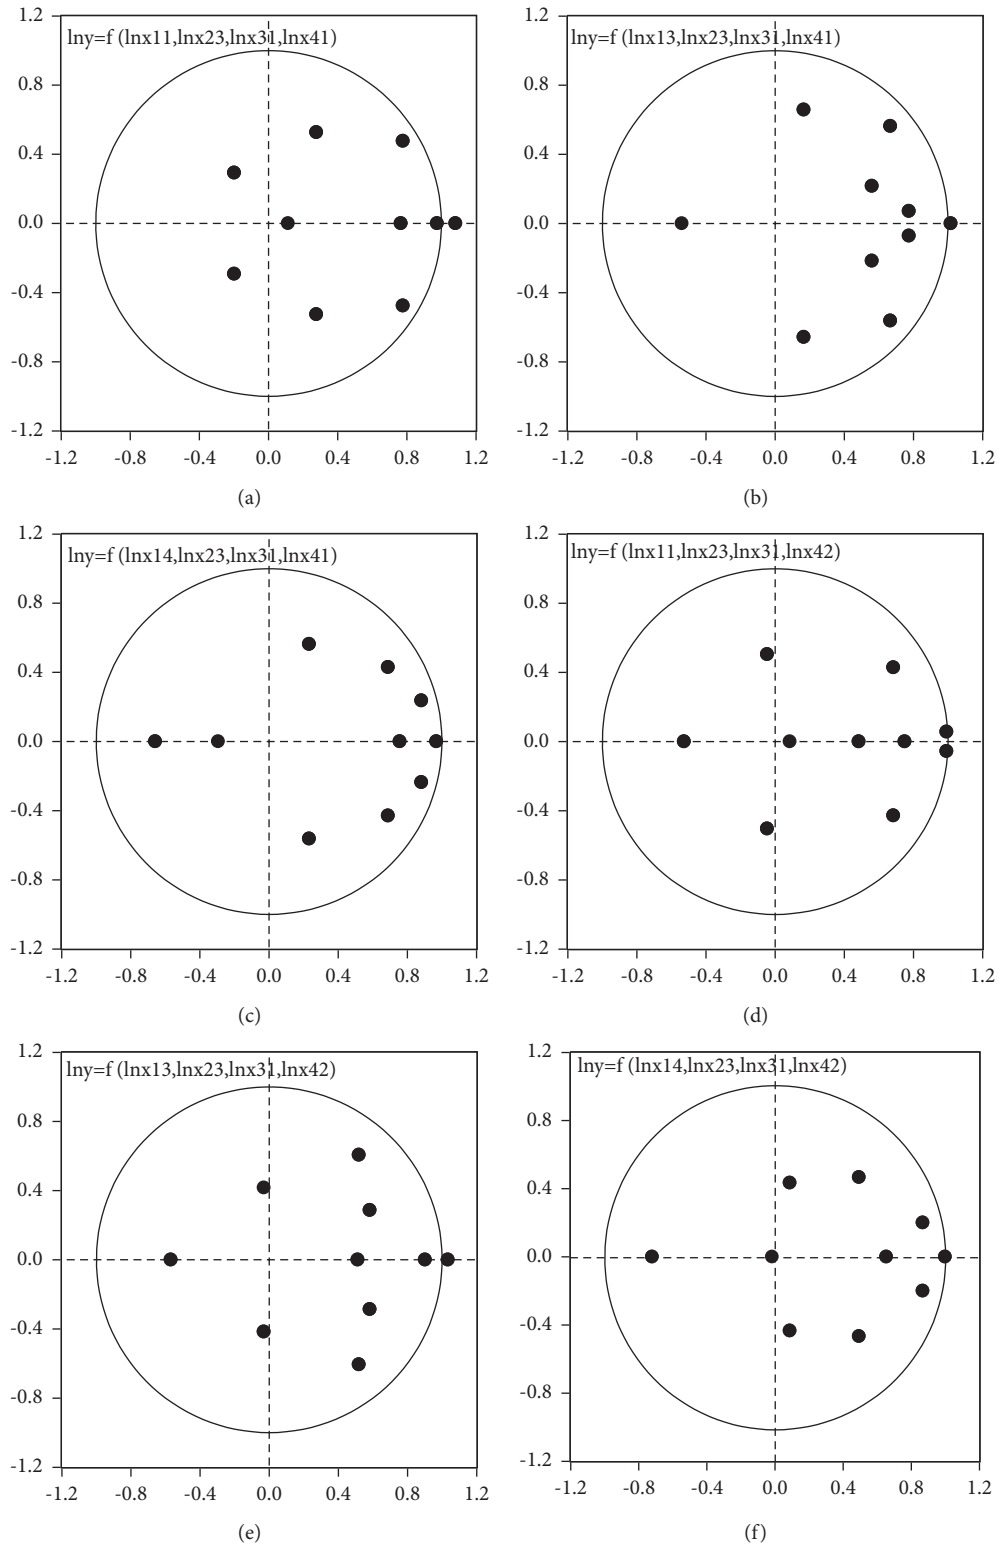 lny=f (lnx11,lnx23,lnx31,lnx41)
1.2
0.8
0.4
0.0
-0.4
-0.8
-1.2
-1.2 -0.8 -0.4 0.0 0.4 0.8 1.2
(a)
lny=f (lnx13,lnx23,lnx31,lnx41)
1.2
0.8
0.4
0.0
-0.4
-0.8
-1.2
-1.2 -0.8 -0.4 0.0 0.4 0.8 1.2
(b)
lny=f (lnx14,lnx23,lnx31,lnx41)
1.2
0.8
0.4
0.0
-0.4
-0.8
-1.2
-1.2 -0.8 -0.4 0.0 0.4 0.8 1.2
(c)
lny=f (lnx11,lnx23,lnx31,lnx42)
1.2
0.8
0.4
0.0
-0.4
-0.8
-1.2
-1.2 -0.8 -0.4 0.0 0.4 0.8 1.2
(d)
lny=f (lnx13,lnx23,lnx31,lnx42)
1.2
0.8
0.4
0.0
-0.4
-0.8
-1.2
-1.2 -0.8 -0.4 0.0 0.4 0.8 1.2
(e)
lny=f (lnx14,lnx23,lnx31,lnx42)
1.2
0.8
0.4
0.0
-0.4
-0.8
-1.2
-1.2 -0.8 -0.4 0.0 0.4 0.8 1.2
(f)